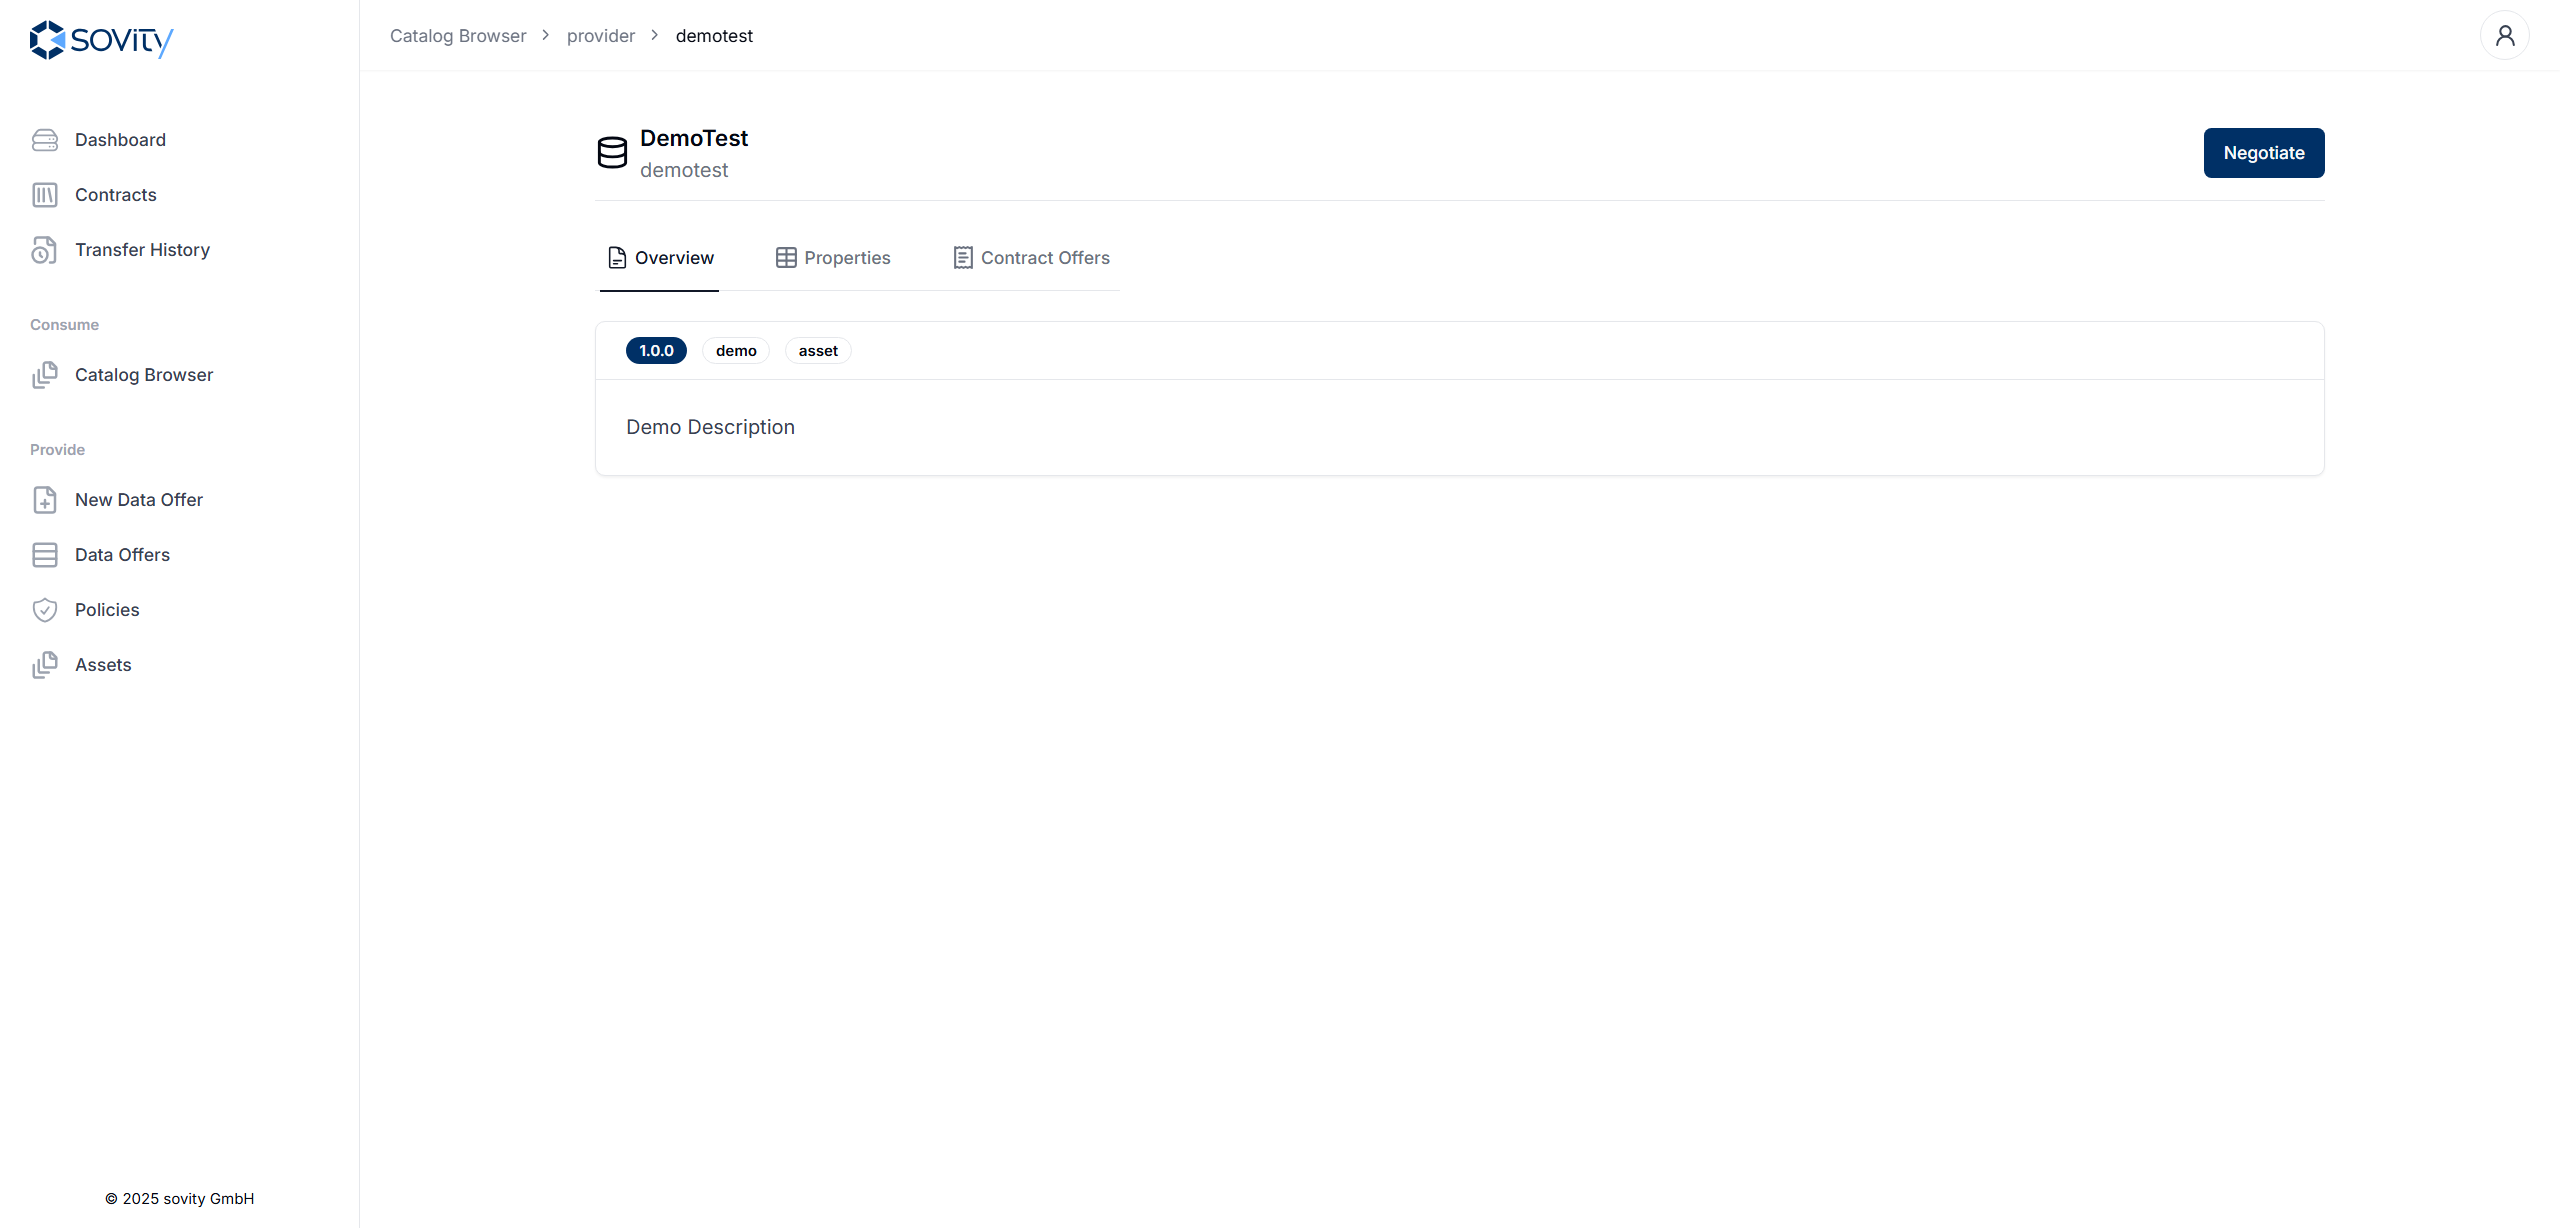 sovity
Dashboard
Contracts
Transfer History
Consume
Catalog Browser
Provide
New Data Offer
Data Offers
Policies
Assets
© 2025 sovity GmbH
Catalog Browser > provider > demotest
DemoTest
demotest
Negotiate
Overview Properties Contract Offers
1.0.0 demo asset
Demo Description